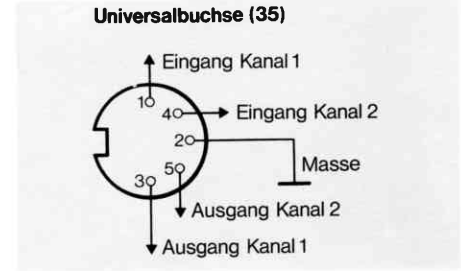 Universalbuchse (35)
Eingang Kanal 1
1
4 Eingang Kanal 2
2
Masse
5
3
Ausgang Kanal 2
Ausgang Kanal 1